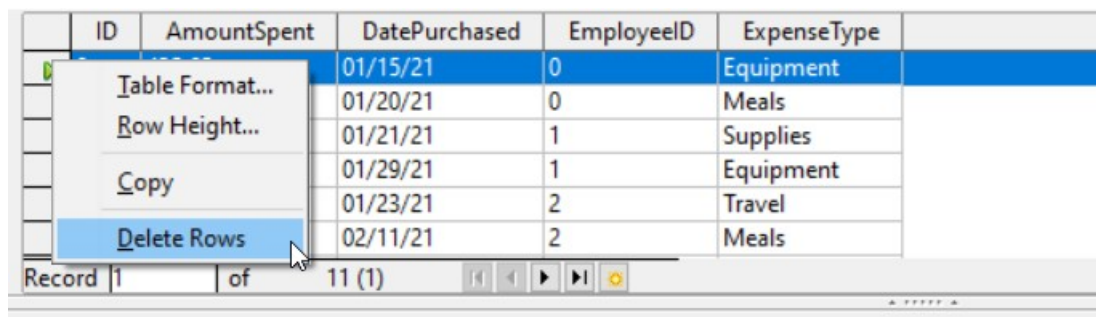 ID AmountSpent DatePurchased EmployeeID ExpenseType
01/15/21 0 Equipment
Table Format...
01/20/21 0 Meals
Row Height...
01/21/21 1 Supplies
01/29/21 1 Equipment
Copy
01/23/21 2 Travel
Delete Rows
02/11/21 2 Meals
Record 1 of 11 (1)